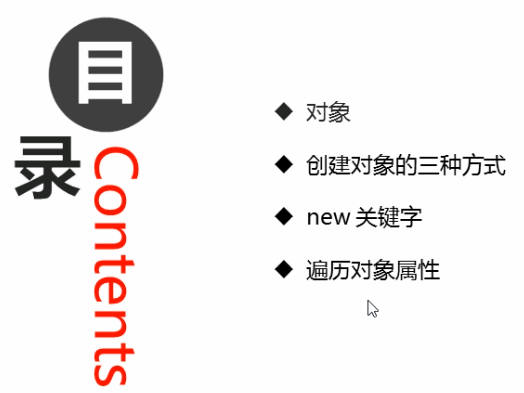 目录
Contents
对象
创建对象的三种方式
new 关键字
遍历对象属性